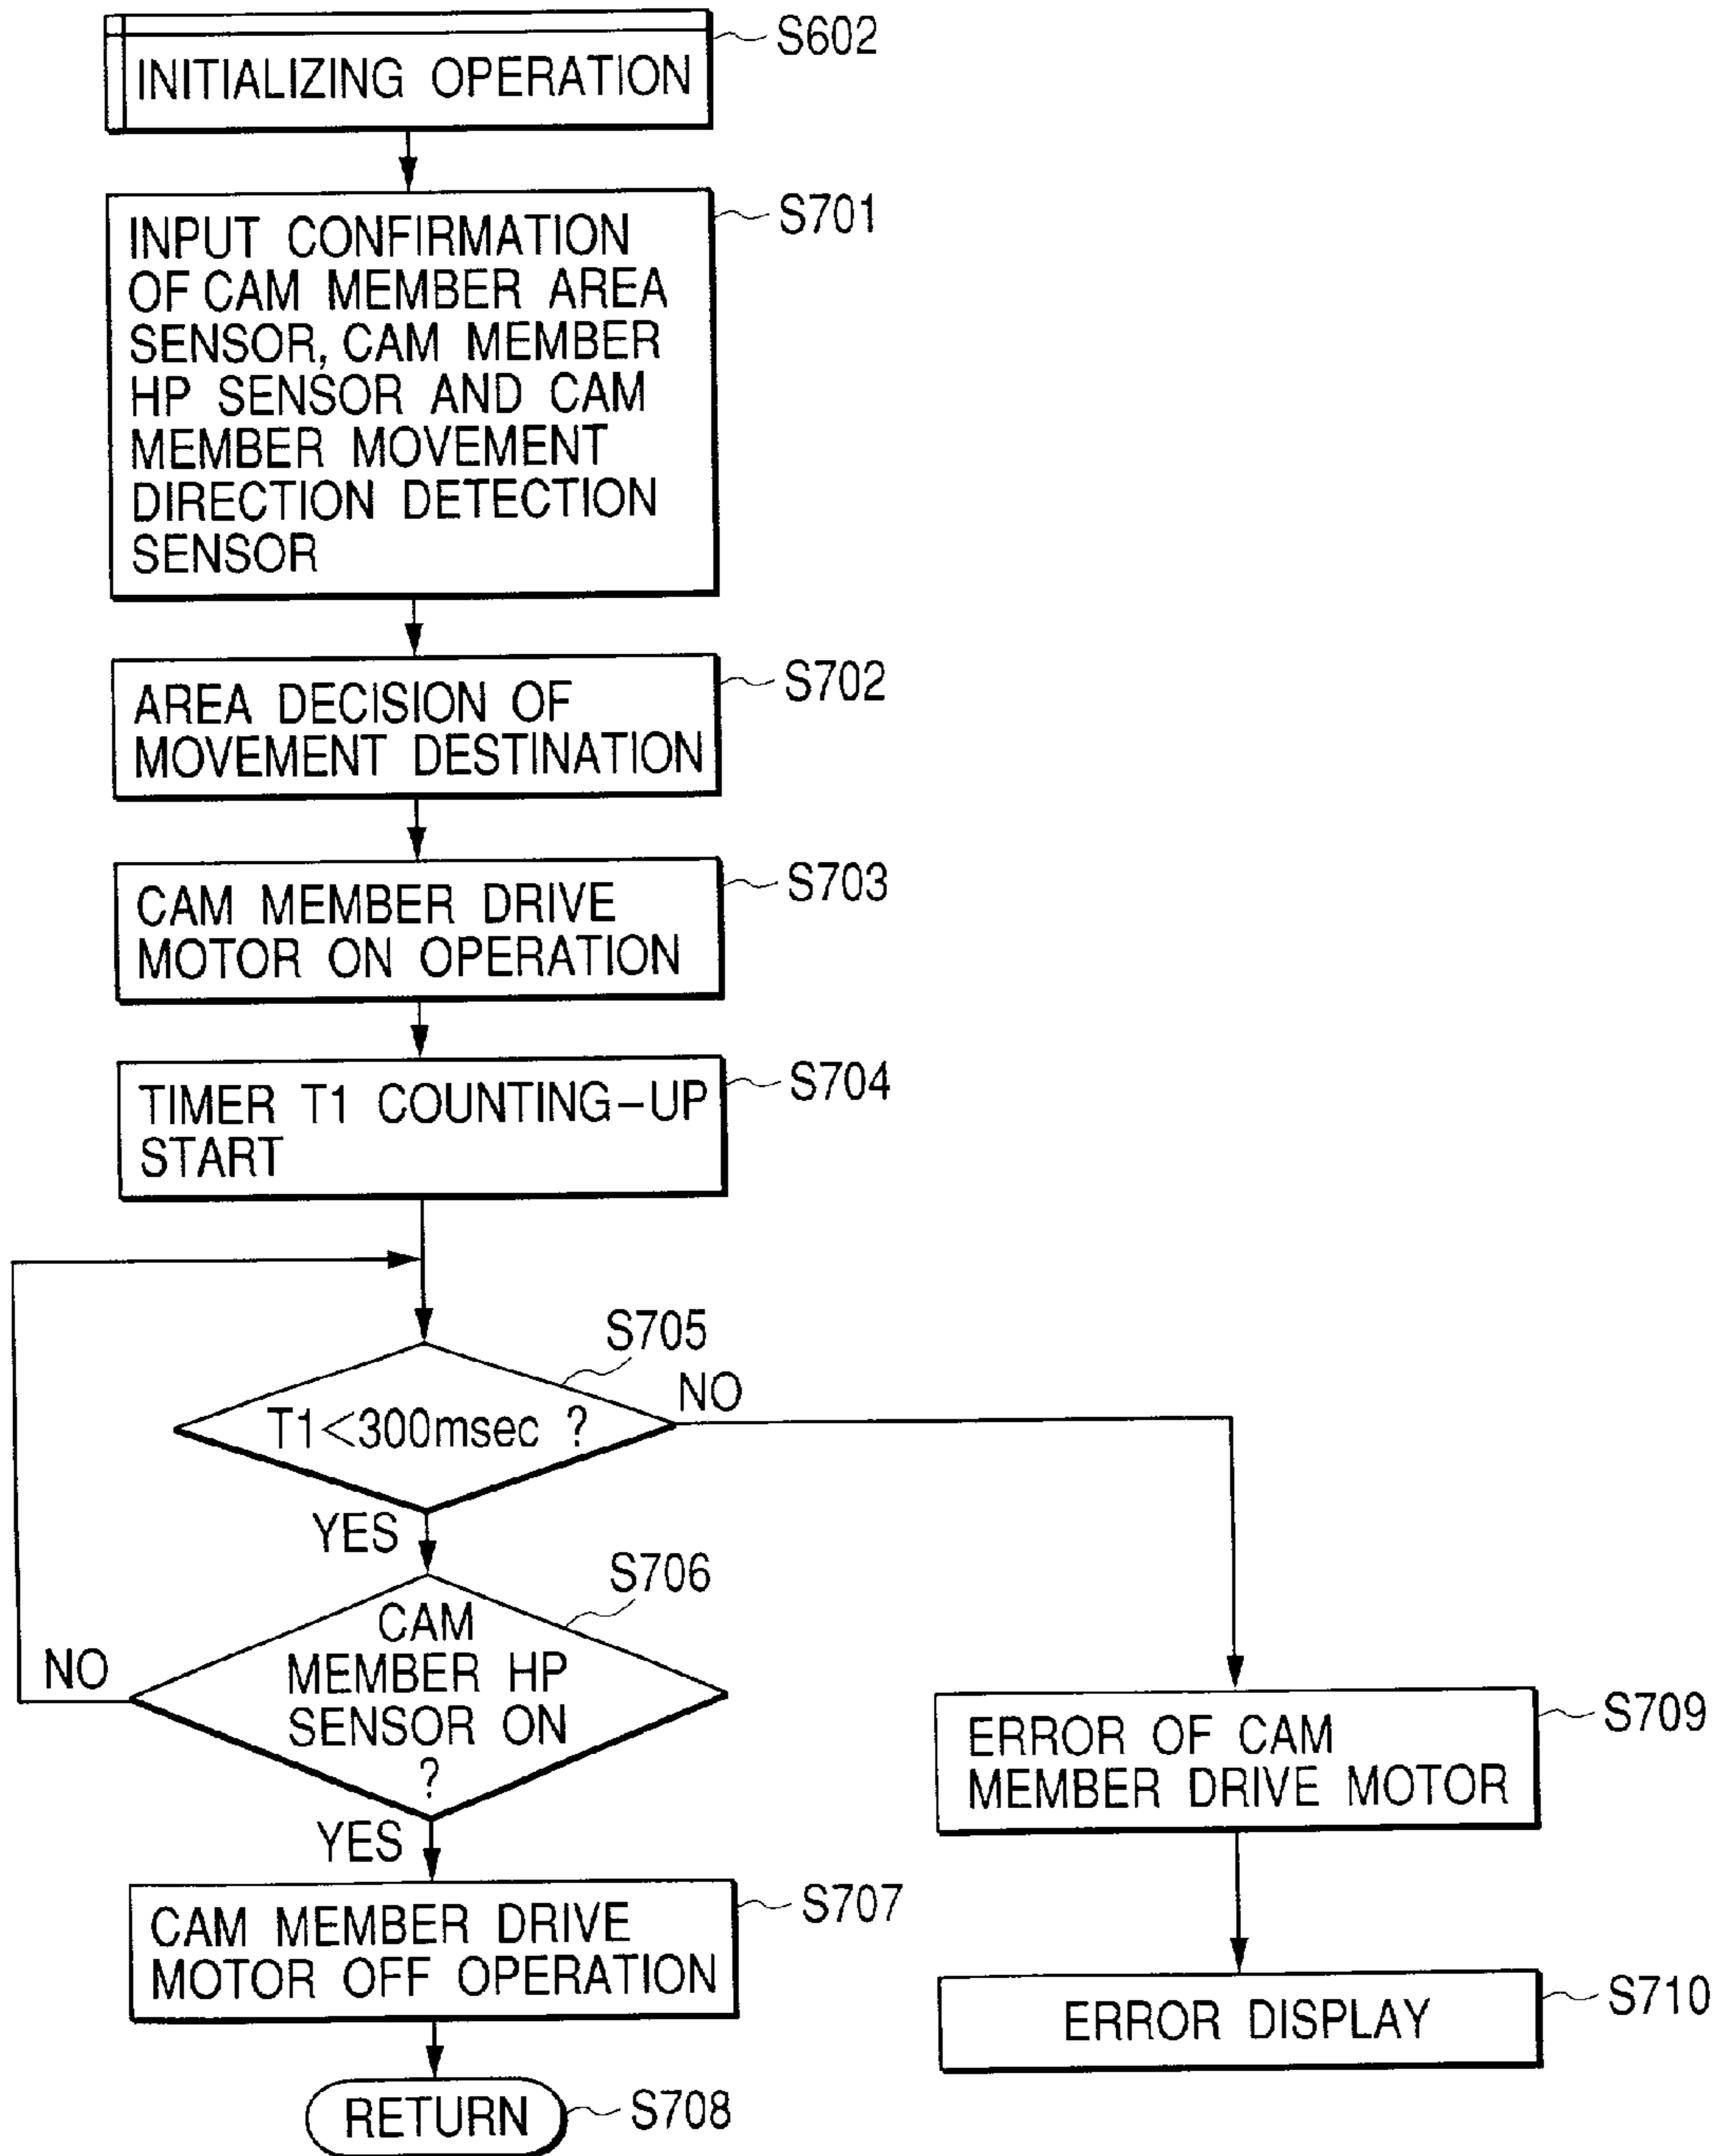 S602
INITIALIZING OPERATION
S701
INPUT CONFIRMATION
OF CAM MEMBER AREA
SENSOR, CAM MEMBER
HP SENSOR AND CAM
MEMBER MOVEMENT
DIRECTION DETECTION
SENSOR
S702
AREA DECISION OF
MOVEMENT DESTINATION
S703
CAM MEMBER DRIVE
MOTOR ON OPERATION
S704
TIMER T1 COUNTING-UP
START
S705
T1<300msec ?
NO
YES
S706
CAM
MEMBER HP
SENSOR ON
?
NO
YES
S707
CAM MEMBER DRIVE
MOTOR OFF OPERATION
RETURN
S708
S709
ERROR OF CAM
MEMBER DRIVE MOTOR
ERROR DISPLAY
S710